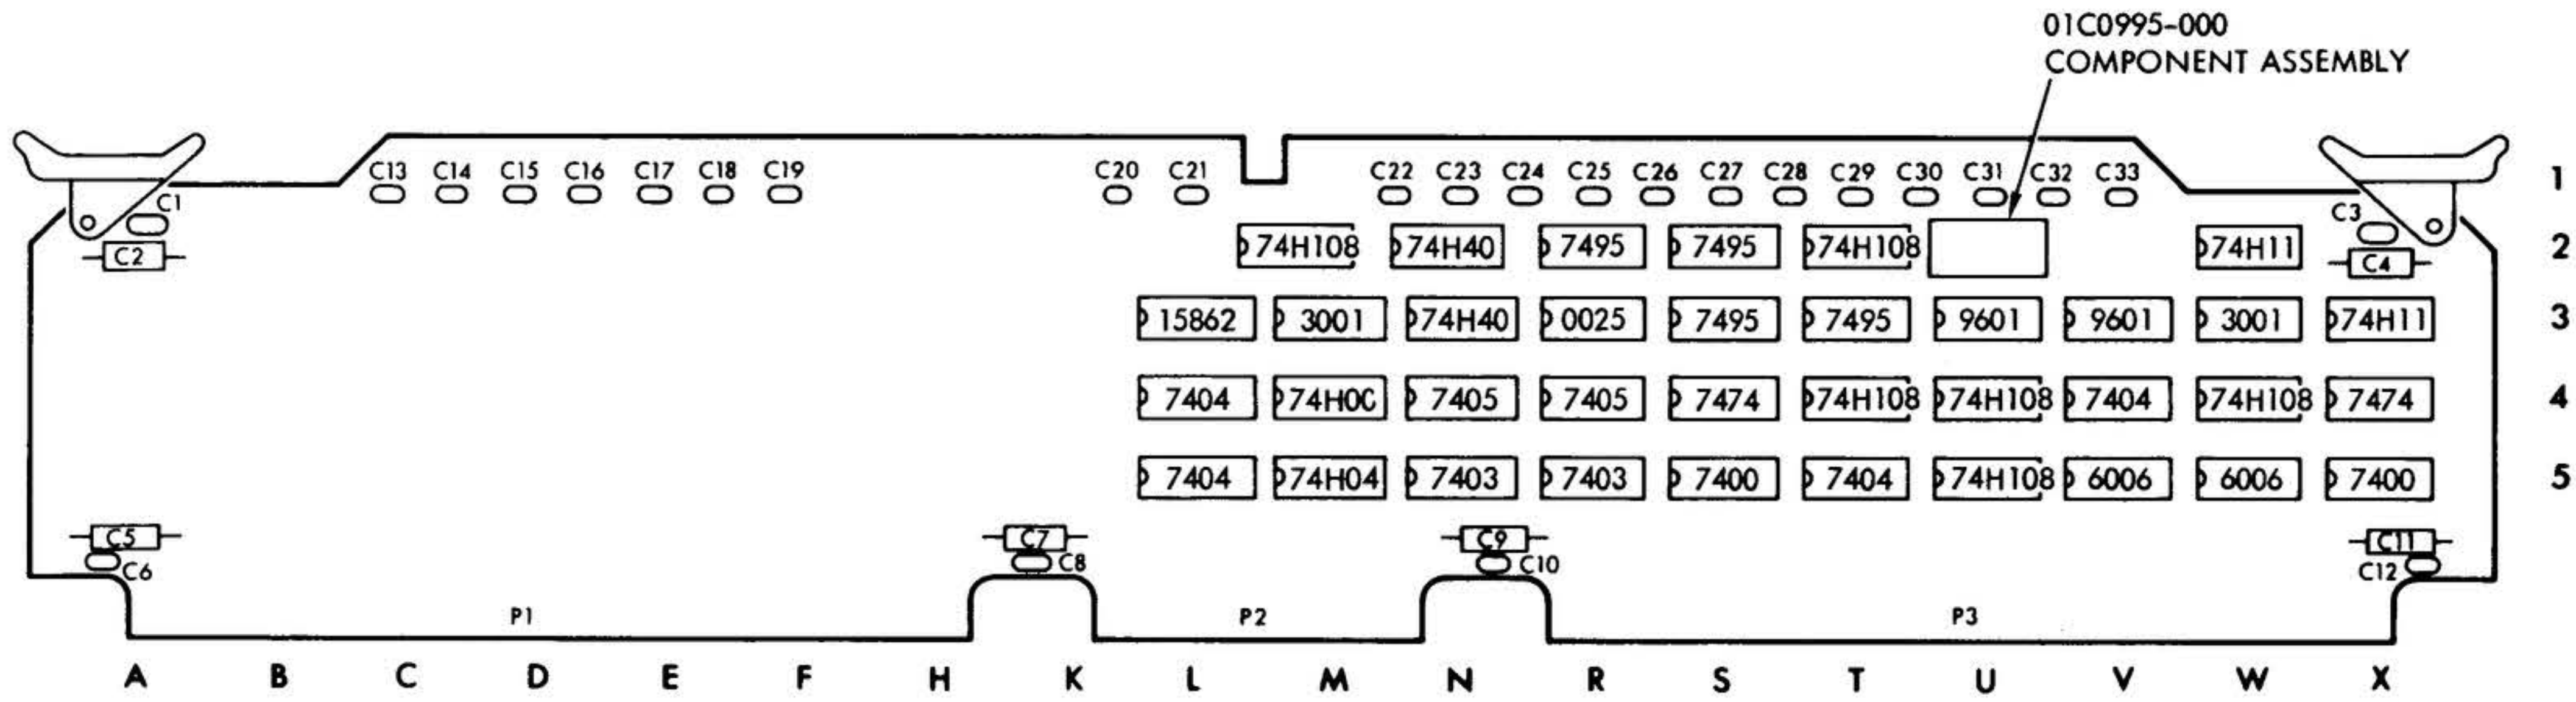 01C0995-000
COMPONENT ASSEMBLY
C13 C14 C15 C16 C17 C18 C19 C20 C21 C22 C23 C24 C25 C26 C27 C28 C29 C30 C31 C32 C33 1
C1 C3
C2 74H108 74H40 7495 7495 74H108 74H11 C4 2
15862 3001 74H40 0025 7495 7495 9601 9601 3001 74H11 3
7404 74H00 7405 7405 7474 74H108 74H108 7404 74H108 7474 4
7404 74H04 7403 7403 7400 7404 74H108 6006 6006 7400 5
C5 C7 C9 C11
C6 C8 C10 C12
P1 P2 P3
A B C D E F H K L M N R S T U V W X